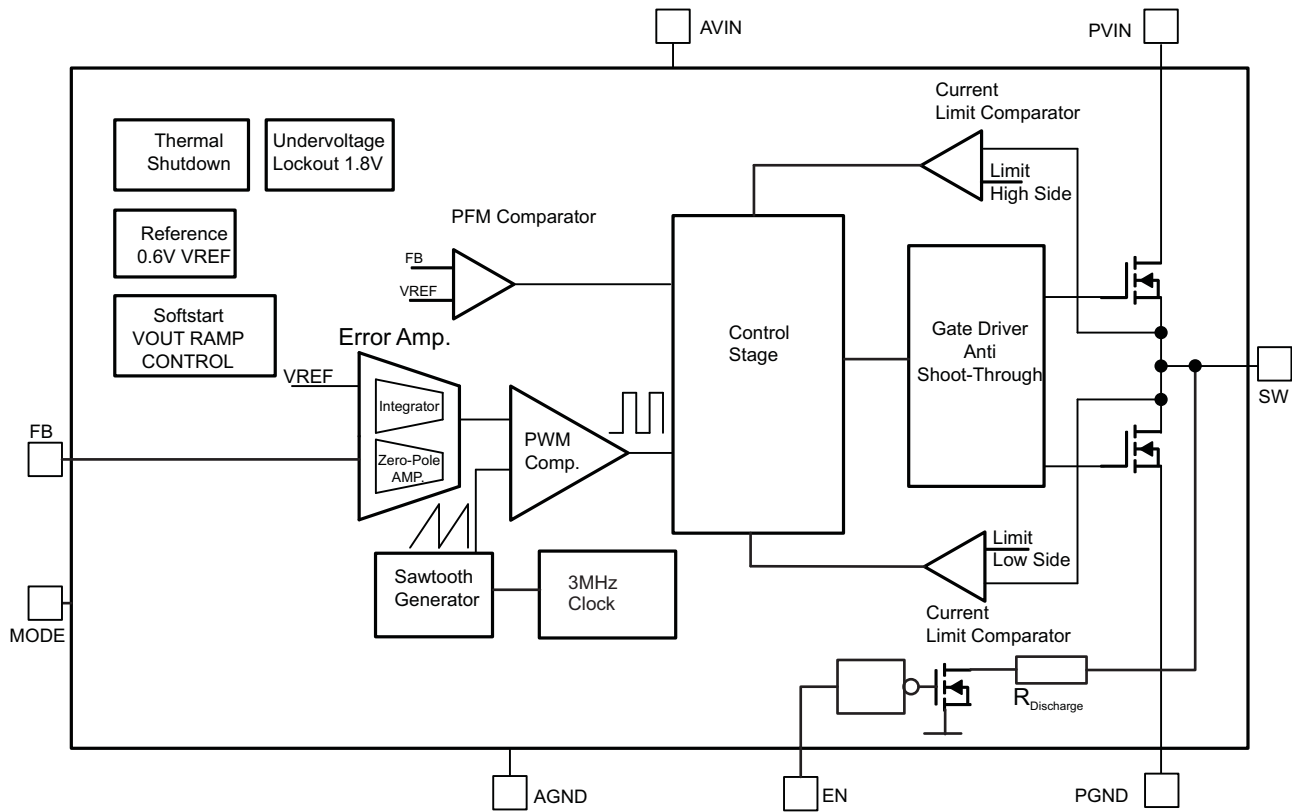 AVIN
PVIN
Current
Limit Comparator
Thermal
Shutdown
Undervoltage
Lockout 1.8V
Limit
High Side
PFM Comparator
Reference
0.6V VREF
FB
VREF
Softstart
VOUT RAMP
CONTROL
Error Amp.
Control
Stage
Gate Driver
Anti
Shoot-Through
VREF
Integrator
SW
FB
PWM
Comp.
Zero-Pole
AMP.
Limit
Low Side
Sawtooth
Generator
3MHz
Clock
Current
Limit Comparator
MODE
RDischarge
AGND
EN
PGND